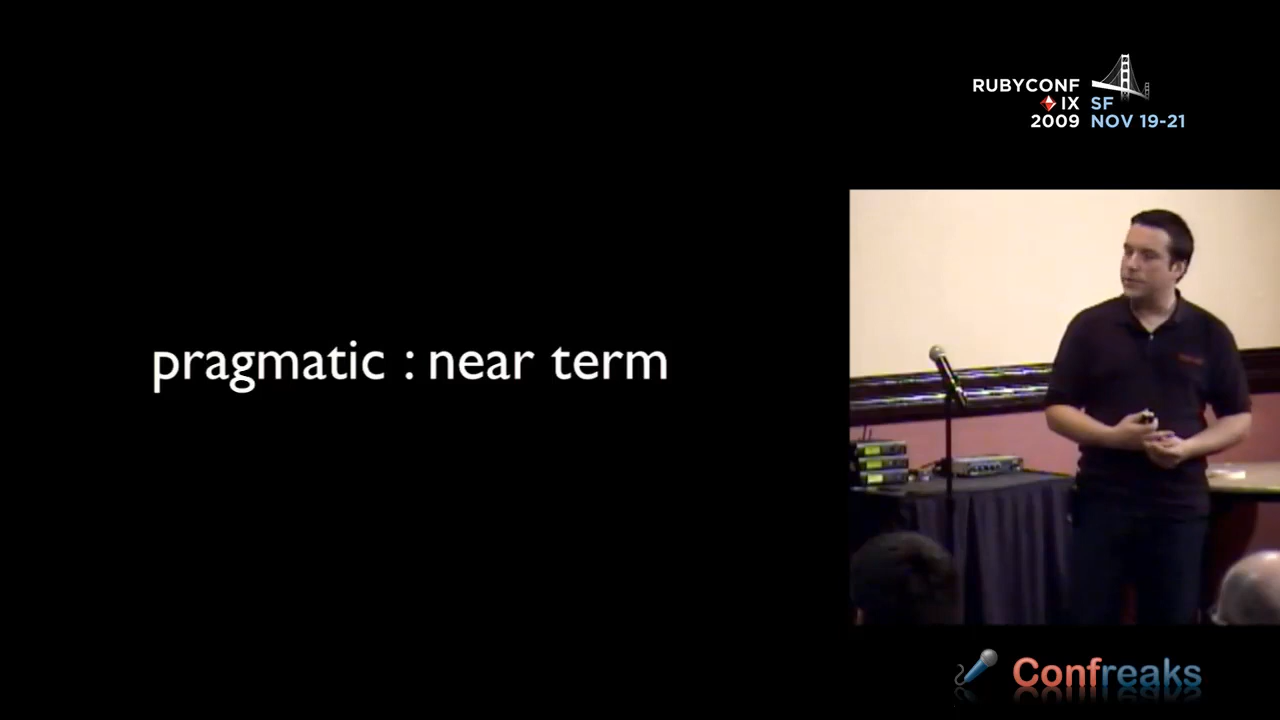 RUBYCONF
IX SF
2009 NOV 19-21
pragmatic : near term
Confreaks